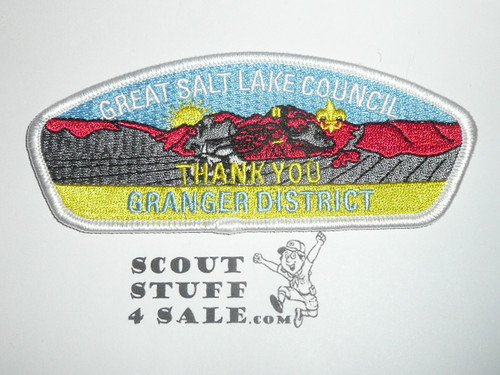 GREAT SALT LAKE COUNCIL
THANK YOU
GRANGER DISTRICT
SCOUT
STUFF
4 SALE.COM